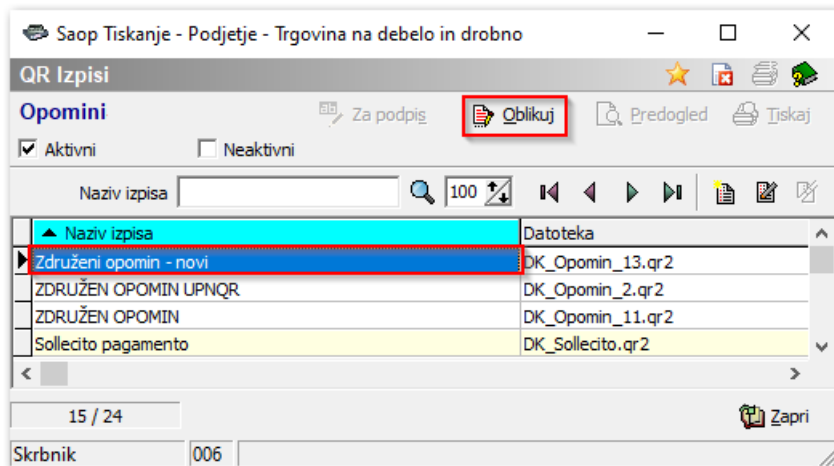 Saop Tiskanje - Podjetje - Trgovina na debelo in drobno
QR Izpisi
Opomini
Za podpis
Oblikuj
Predogled
Tiskaj
Aktivni
Neaktivni
Naziv izpisa
100
Naziv izpisa Datoteka
Združeni opomin - novi DK_Opomin_13.qr2
ZDRUŽEN OPOMIN UPNQR DK_Opomin_2.qr2
ZDRUŽEN OPOMIN DK_Opomin_11.qr2
Sollecito pagamento DK_Sollecito.qr2
15 / 24
Zapri
Skrbnik 006